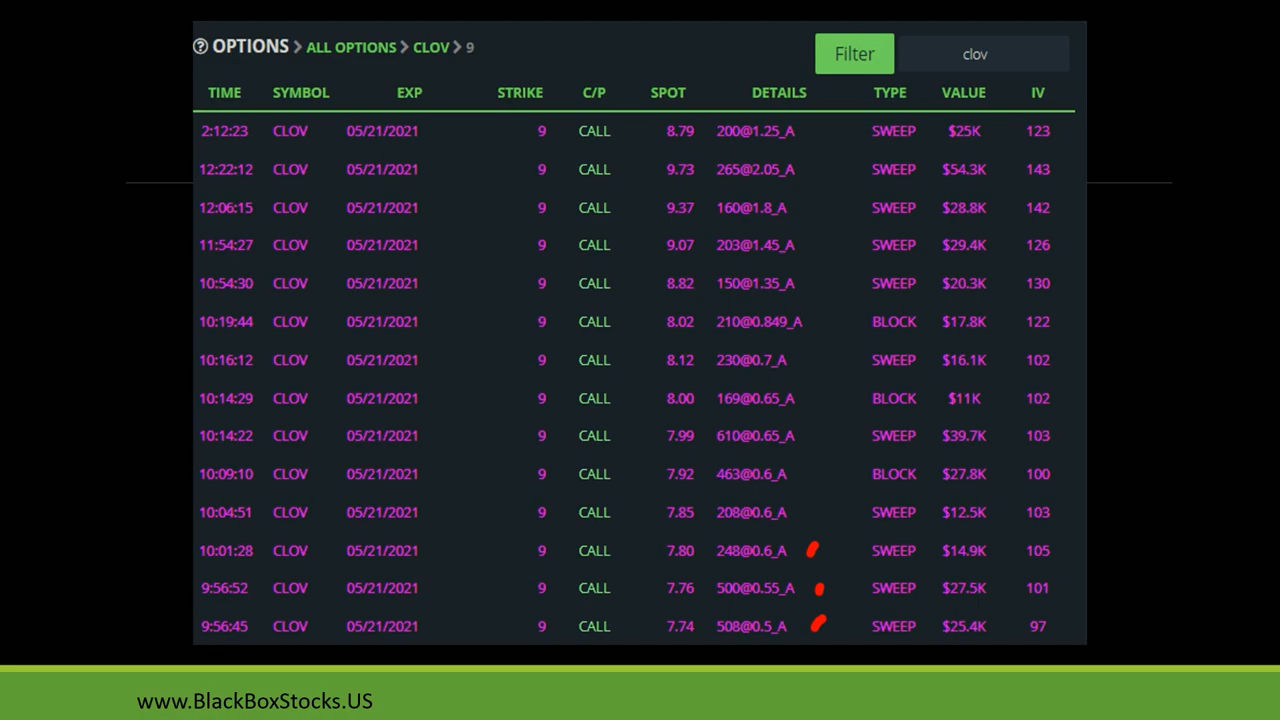 ? OPTIONS > ALL OPTIONS > CLOV > 9 Filter clov
TIME SYMBOL EXP STRIKE C/P SPOT DETAILS TYPE VALUE IV
2:12:23 CLOV 05/21/2021 9 CALL 8.79 200@1.25_A SWEEP $25K 123
12:22:12 CLOV 05/21/2021 9 CALL 9.73 265@2.05_A SWEEP $54.3K 143
12:06:15 CLOV 05/21/2021 9 CALL 9.37 160@1.8_A SWEEP $28.8K 142
11:54:27 CLOV 05/21/2021 9 CALL 9.07 203@1.45_A SWEEP $29.4K 126
10:54:30 CLOV 05/21/2021 9 CALL 8.82 150@1.35_A SWEEP $20.3K 130
10:19:44 CLOV 05/21/2021 9 CALL 8.02 210@0.849_A BLOCK $17.8K 122
10:16:12 CLOV 05/21/2021 9 CALL 8.12 230@0.7_A SWEEP $16.1K 102
10:14:29 CLOV 05/21/2021 9 CALL 8.00 169@0.65_A BLOCK $11K 102
10:14:22 CLOV 05/21/2021 9 CALL 7.99 610@0.65_A SWEEP $39.7K 103
10:09:10 CLOV 05/21/2021 9 CALL 7.92 463@0.6_A BLOCK $27.8K 100
10:04:51 CLOV 05/21/2021 9 CALL 7.85 208@0.6_A SWEEP $12.5K 103
10:01:28 CLOV 05/21/2021 9 CALL 7.80 248@0.6_A SWEEP $14.9K 105
9:56:52 CLOV 05/21/2021 9 CALL 7.76 500@0.55_A SWEEP $27.5K 101
9:56:45 CLOV 05/21/2021 9 CALL 7.74 508@0.5_A SWEEP $25.4K 97
www.BlackBoxStocks.US